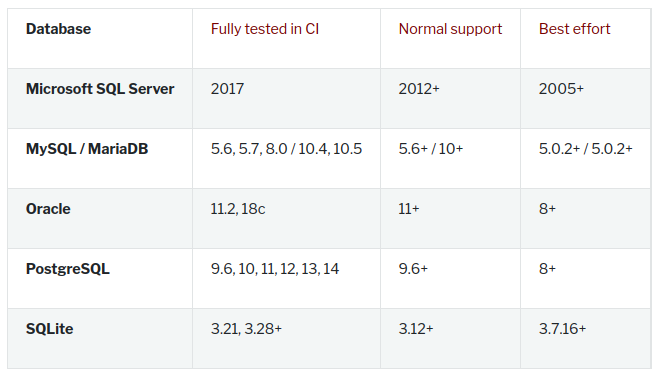 Database Fully tested in CI Normal support Best effort
Microsoft SQL Server 2017 2012+ 2005+
MySQL / MariaDB 5.6, 5.7, 8.0 / 10.4, 10.5 5.6+ / 10+ 5.0.2+ / 5.0.2+
Oracle 11.2, 18c 11+ 8+
PostgreSQL 9.6, 10, 11, 12, 13, 14 9.6+ 8+
SQLite 3.21, 3.28+ 3.12+ 3.7.16+